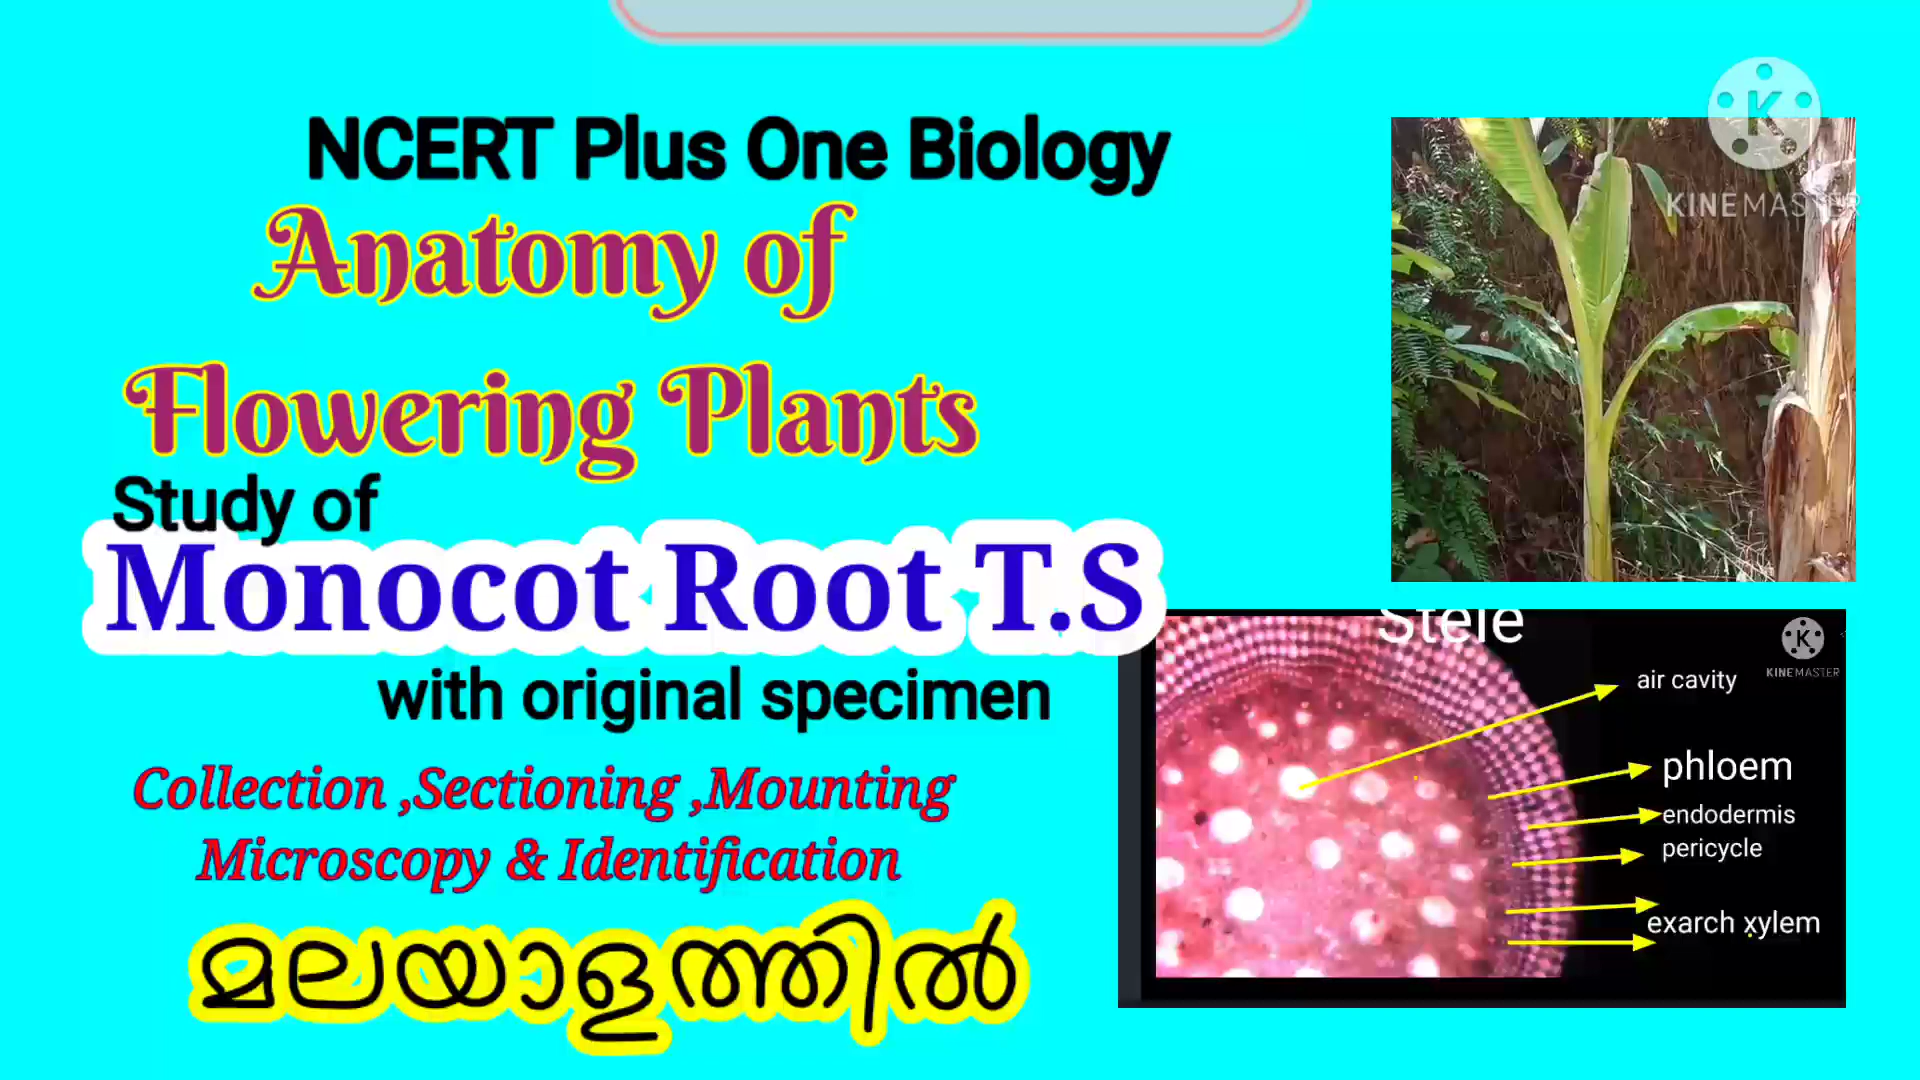 NCERT Plus One Biology
Anatomy of
Flowering Plants
Study of
Monocot Root T.S
with original specimen
Collection ,Sectioning ,Mounting
Microscopy & Identification
മലയാളത്തിൽ
K
KINEMASTER
Stele
K
KINEMASTER
air cavity
phloem
endodermis
pericycle
exarch xylem